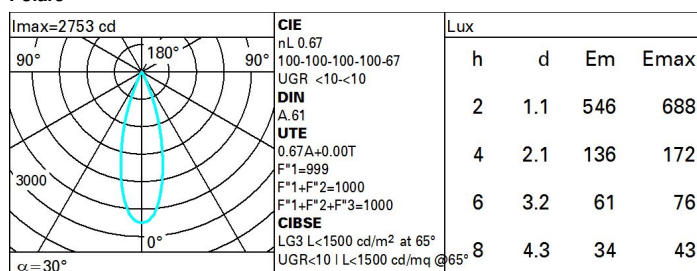 Imax=2753 cd
90° 180° 90°
3000
0°
α=30°
CIE
nL 0.67
100-100-100-100-67
UGR <10-<10
DIN
A.61
UTE
0.67A+0.00T
F"1=999
F"1+F"2=1000
F"1+F"2+F"3=1000
CIBSE
LG3 L<1500 cd/m² at 65°
UGR<10 | L<1500 cd/mq @65°
Lux
h d Em Emax
2 1.1 546 688
4 2.1 136 172
6 3.2 61 76
8 4.3 34 43